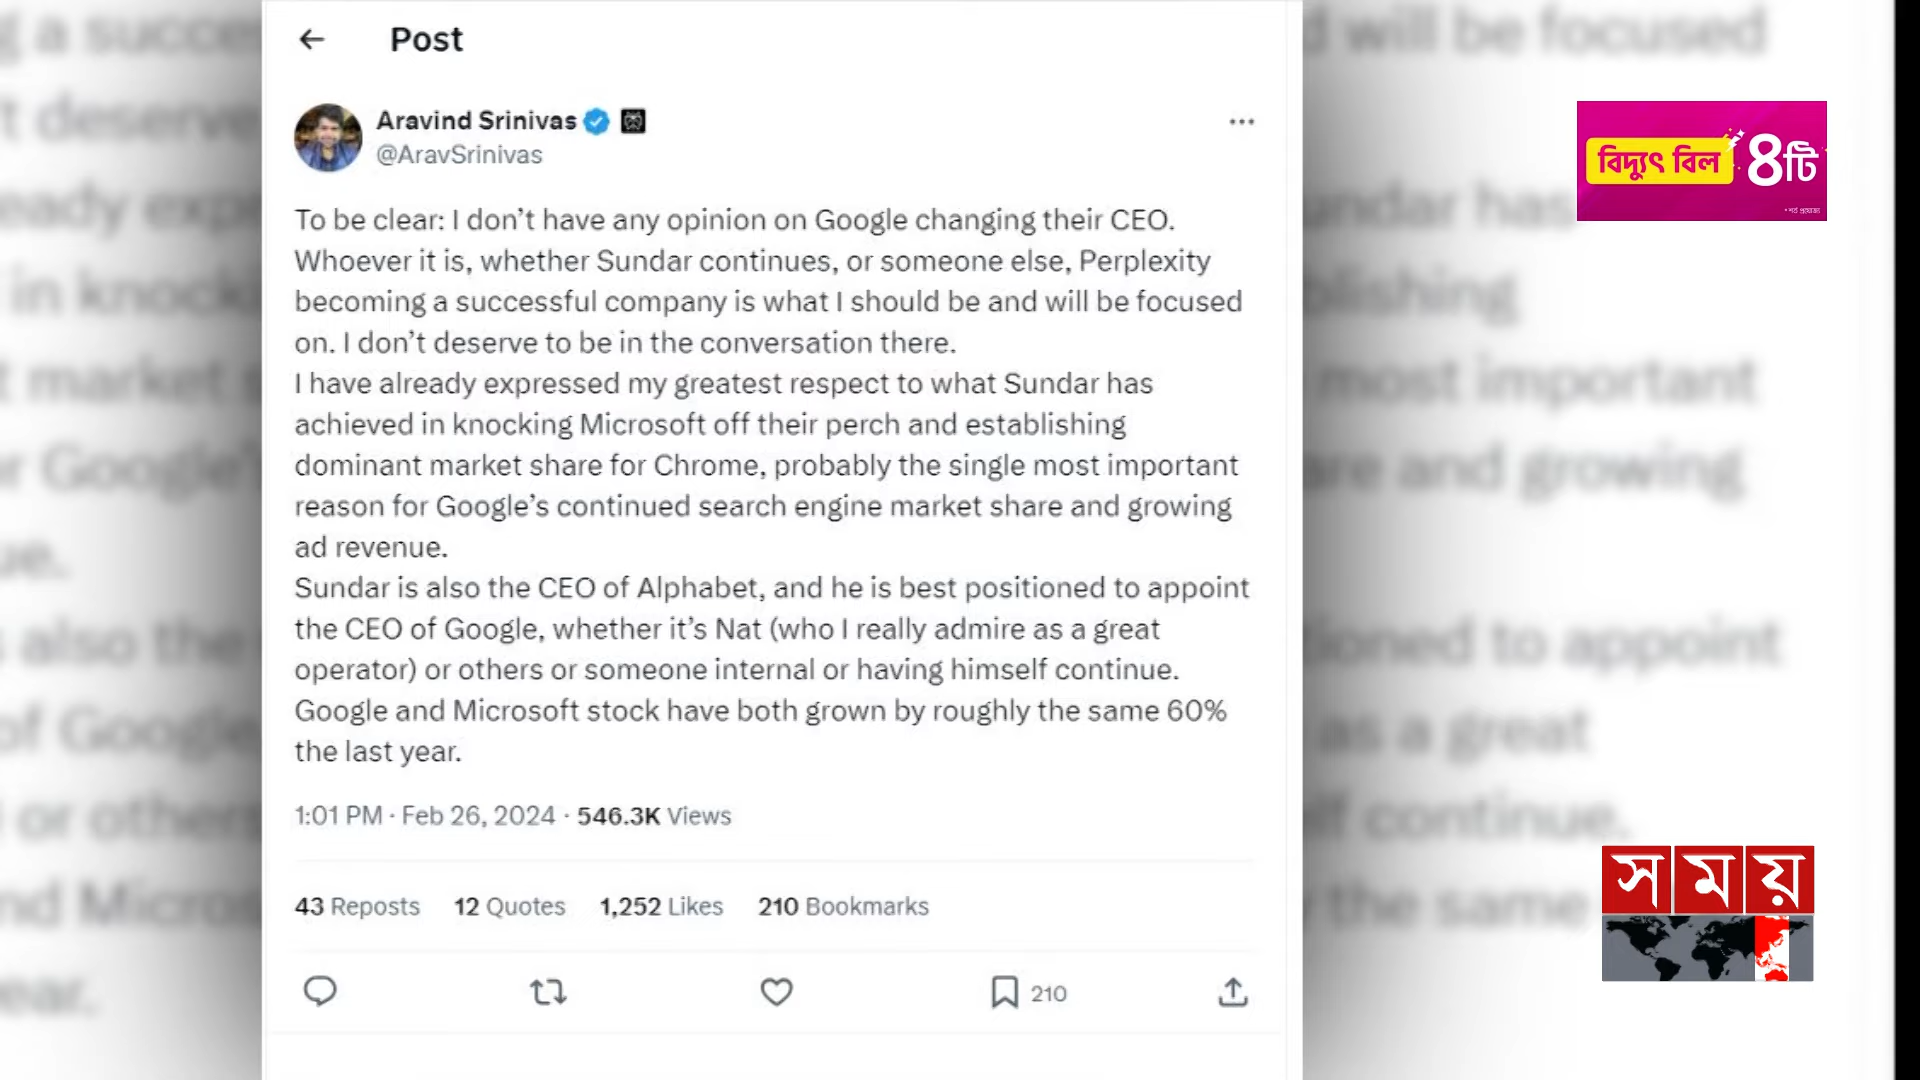 Post
Aravind Srinivas
@AravSrinivas
To be clear: I don’t have any opinion on Google changing their CEO.
Whoever it is, whether Sundar continues, or someone else, Perplexity
becoming a successful company is what I should be and will be focused
on. I don’t deserve to be in the conversation there.
I have already expressed my greatest respect to what Sundar has
achieved in knocking Microsoft off their perch and establishing
dominant market share for Chrome, probably the single most important
reason for Google’s continued search engine market share and growing
ad revenue.
Sundar is also the CEO of Alphabet, and he is best positioned to appoint
the CEO of Google, whether it’s Nat (who I really admire as a great
operator) or others or someone internal or having himself continue.
Google and Microsoft stock have both grown by roughly the same 60%
the last year.
1:01 PM · Feb 26, 2024 · 546.3K Views
43 Reposts 12 Quotes 1,252 Likes 210 Bookmarks
210
বিদ্যুৎ বিল ৪টি
সময়